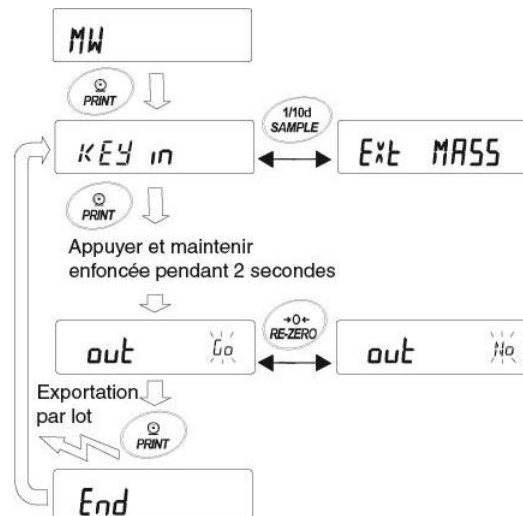 MW
PRINT
1/10d
SAMPLE
KEY in
Ext MASS
PRINT
Appuyer et maintenir
enfoncée pendant 2 secondes
→0←
RE-ZERO
out Go
out No
Exportation
par lot
PRINT
End